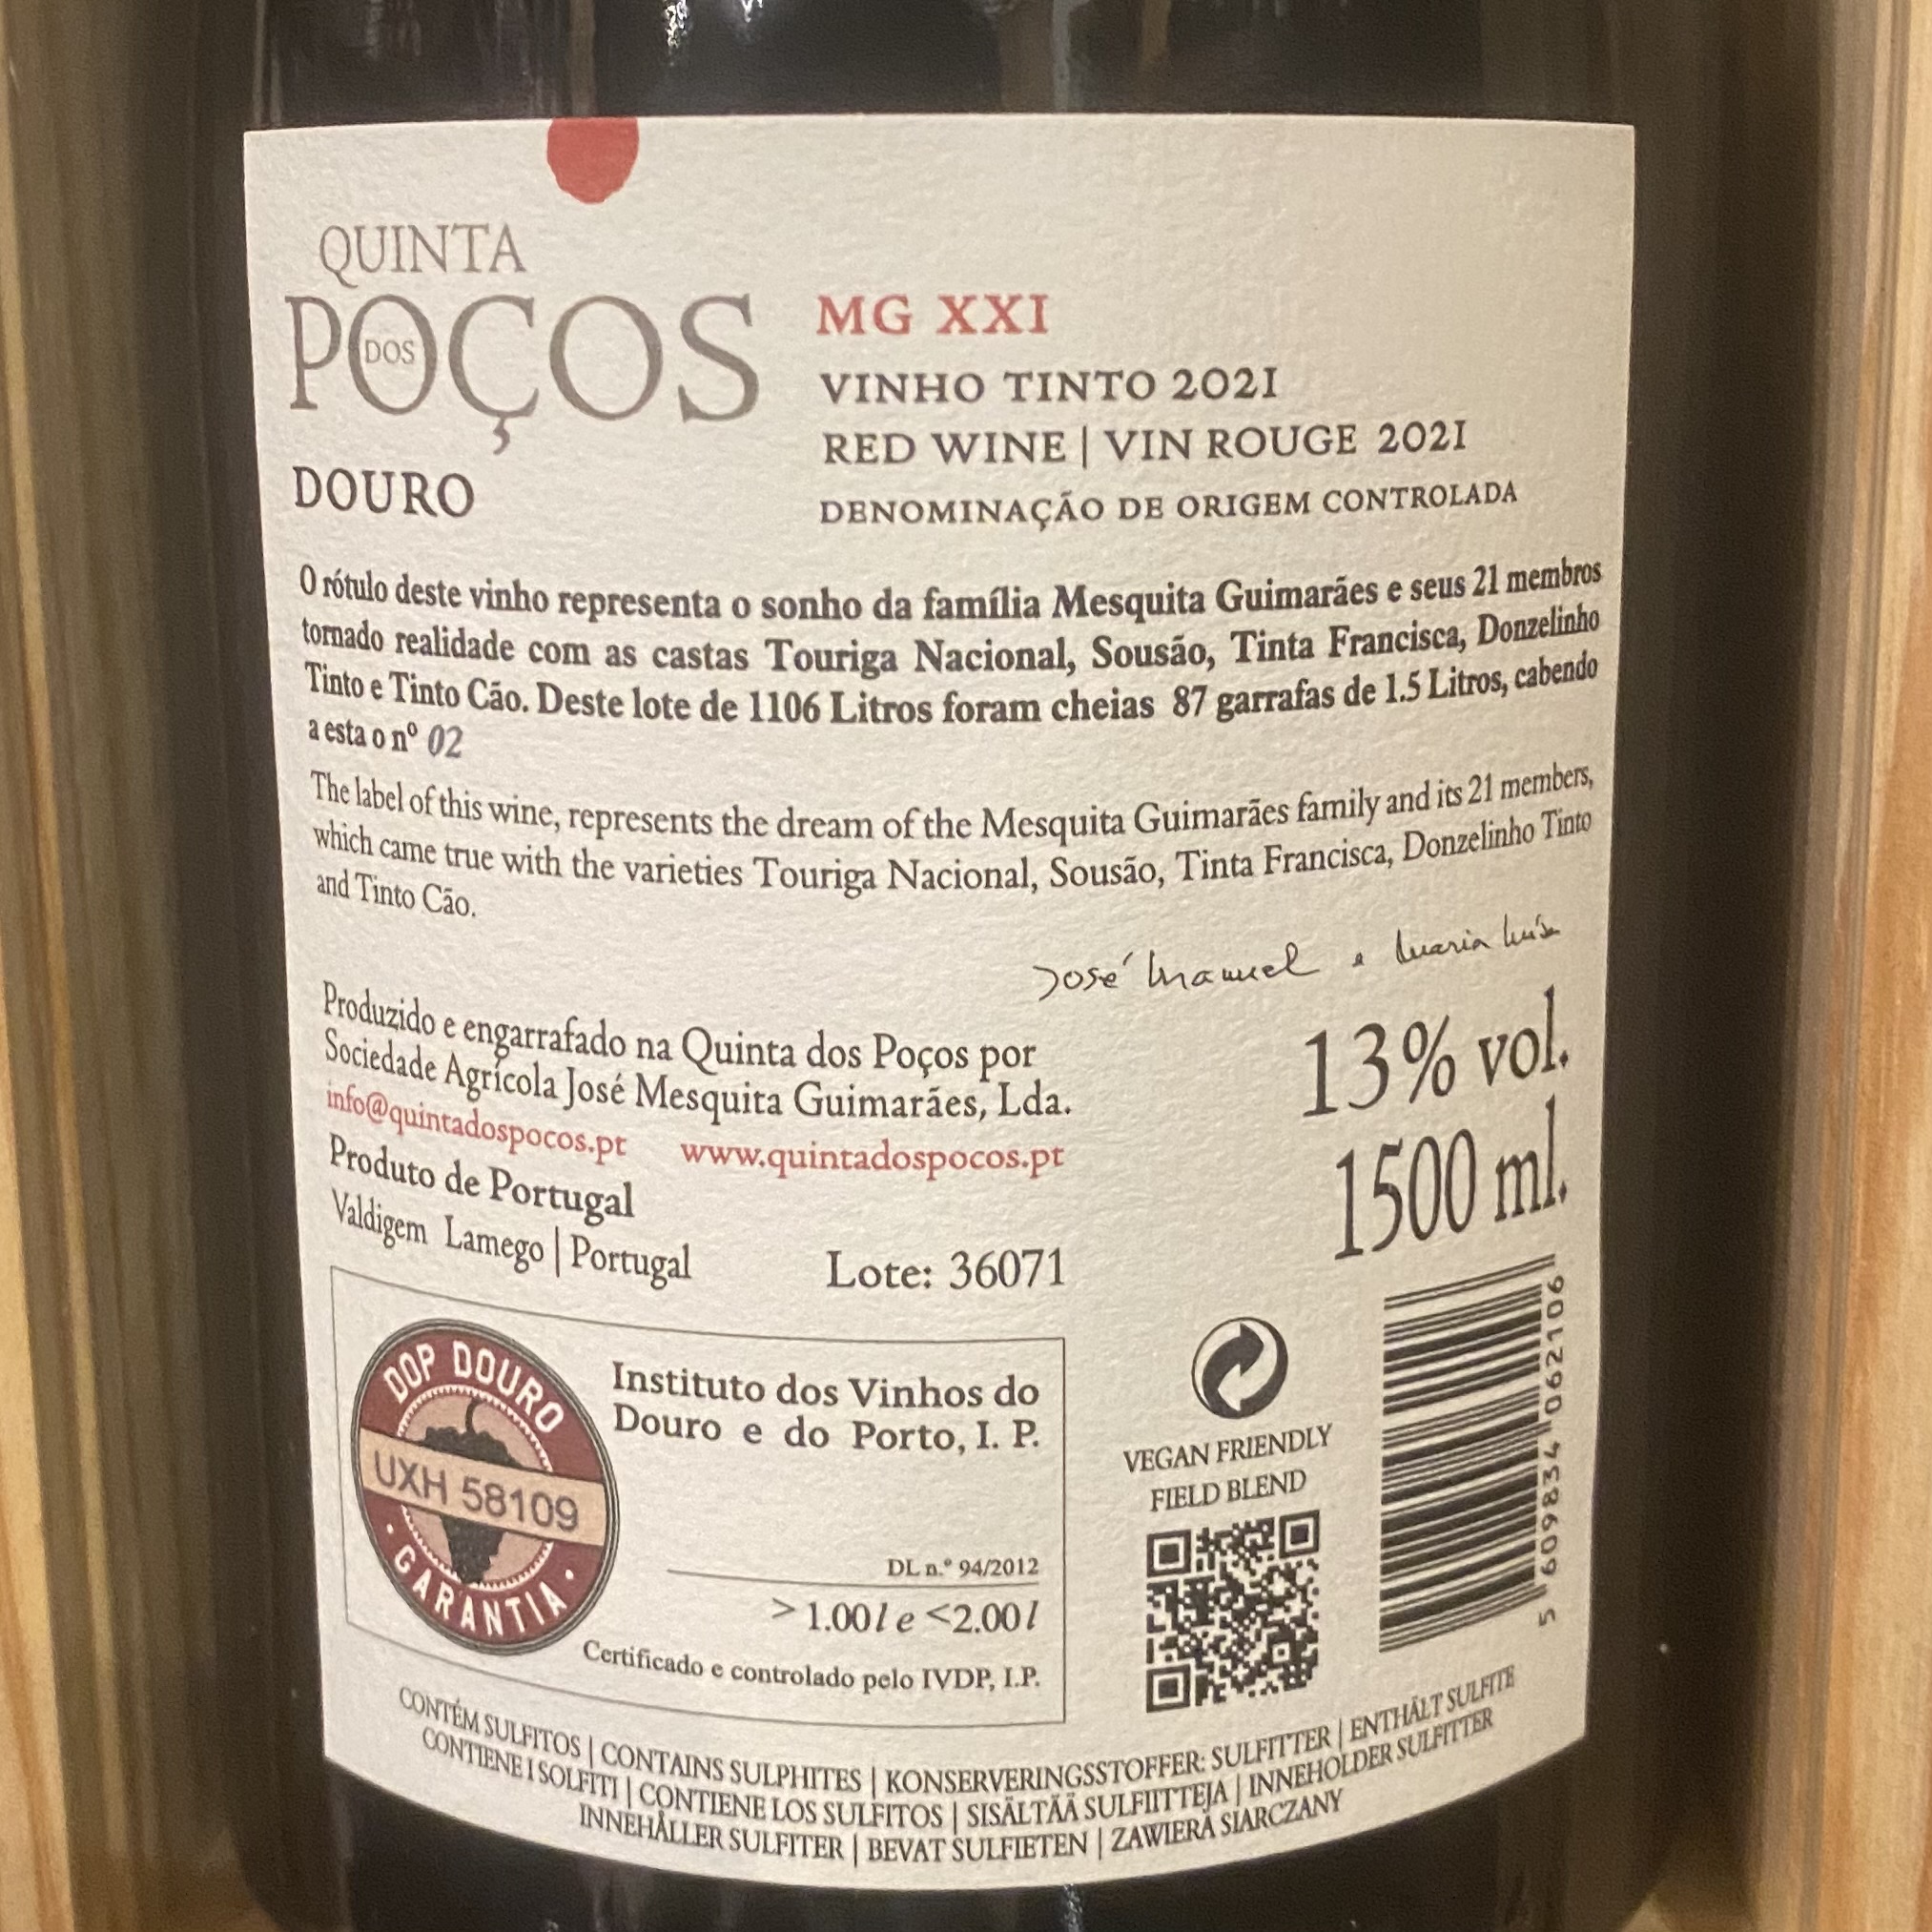 QUINTA
DOS
POÇOS
DOURO
MG XXI
VINHO TINTO 2021
RED WINE | VIN ROUGE 2021
DENOMINAÇÃO DE ORIGEM CONTROLADA
O rótulo deste vinho representa o sonho da família Mesquita Guimarães e seus 21 membros
tornado realidade com as castas Touriga Nacional, Sousão, Tinta Francisca, Donzelinho
Tinto e Tinto Cão. Deste lote de 1106 Litros foram cheias 87 garrafas de 1.5 Litros, cabendo
a esta o nº 02
The label of this wine, represents the dream of the Mesquita Guimarães family and its 21 members,
which came true with the varieties Touriga Nacional, Sousão, Tinta Francisca, Donzelinho Tinto
and Tinto Cão.
José Manuel e Maria Luísa
Produzido e engarrafado na Quinta dos Poços por
Sociedade Agrícola José Mesquita Guimarães, Lda.
info@quintadospocos.pt www.quintadospocos.pt
Produto de Portugal
Valdigem Lamego | Portugal
Lote: 36071
13% vol.
1500 ml.
DOP DOURO
UXH 58109
• GARANTIA •
Instituto dos Vinhos do
Douro e do Porto, I. P.
DL n.º 94/2012
> 1.00 l e <2.00 l
Certificado e controlado pelo IVDP, I.P.
VEGAN FRIENDLY
FIELD BLEND
5 609834 062106
CONTÉM SULFITOS | CONTAINS SULPHITES | KONSERVERINGSSTOFFER: SULFITTER | ENTHÄLT SULFITE
CONTIENE I SOLFITI | CONTIENE LOS SULFITOS | SISÄLTÄÄ SULFIITTEJA | INNEHOLDER SULFITTER
INNEHÅLLER SULFITER | BEVAT SULFIETEN | ZAWIERÄ SIARCZANY